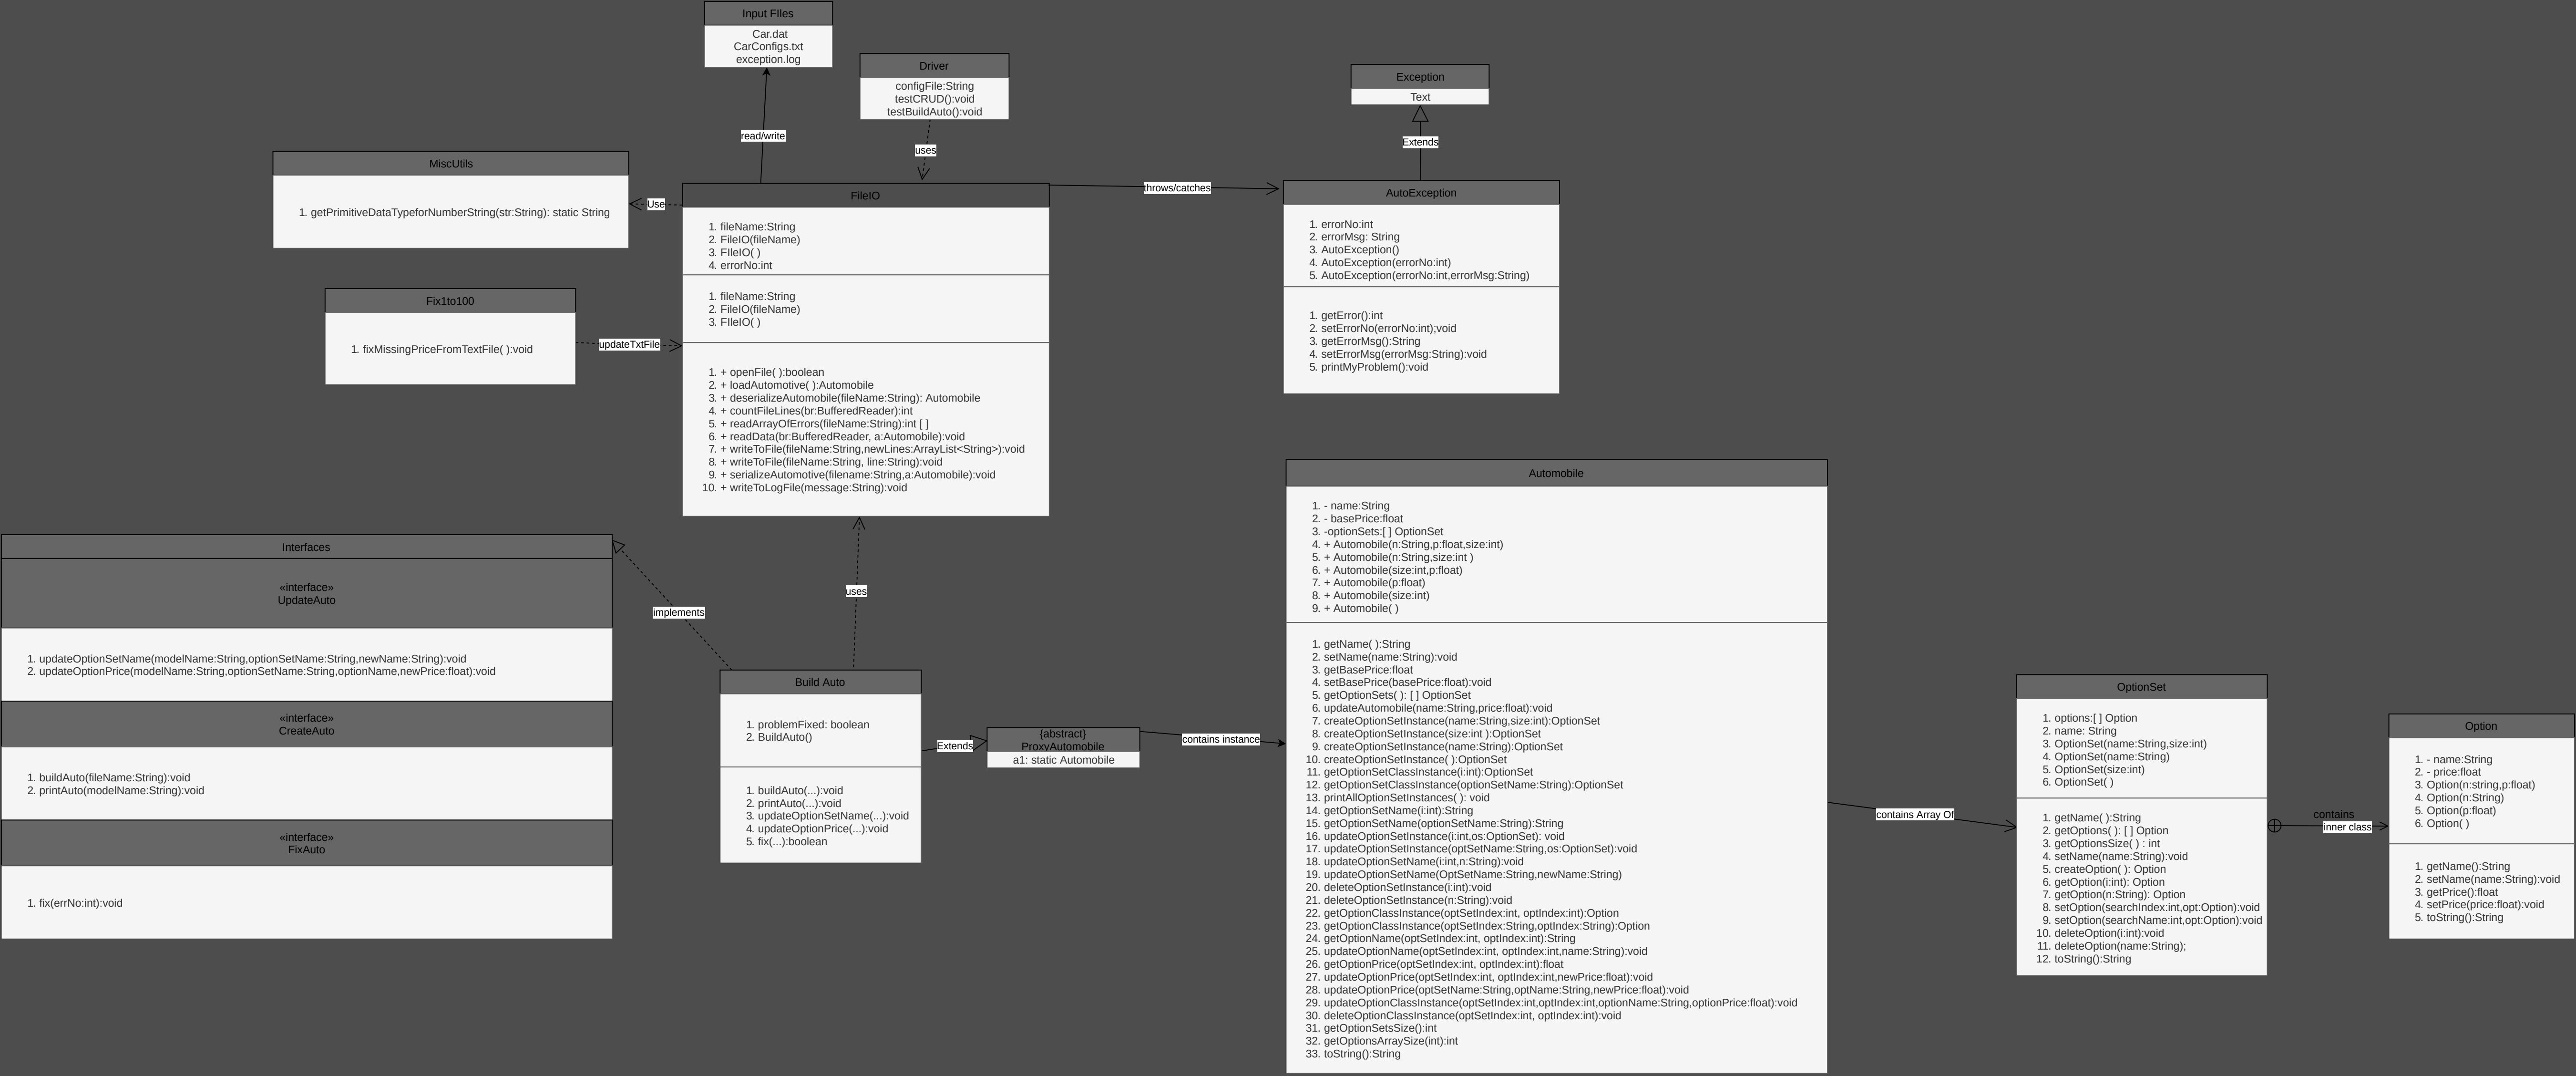 Input FIles
Car.dat
CarConfigs.txt
exception.log
read/write
Driver
configFile:String
testCRUD():void
testBuildAuto():void
uses
Exception
Text
Extends
MiscUtils
1. getPrimitiveDataTypeforNumberString(str:String): static String
Use
Fix1to100
1. fixMissingPriceFromTextFile( ):void
updateTxtFile
FileIO
1. fileName:String
2. FileIO(fileName)
3. FIleIO( )
4. errorNo:int
1. fileName:String
2. FileIO(fileName)
3. FIleIO( )
1. + openFile( ):boolean
2. + loadAutomotive( ):Automobile
3. + deserializeAutomobile(fileName:String): Automobile
4. + countFileLines(br:BufferedReader):int
5. + readArrayOfErrors(fileName:String):int [ ]
6. + readData(br:BufferedReader, a:Automobile):void
7. + writeToFile(fileName:String,newLines:ArrayList<String>):void
8. + writeToFile(fileName:String, line:String):void
9. + serializeAutomotive(filename:String,a:Automobile):void
10. + writeToLogFile(message:String):void
throws/catches
AutoException
1. errorNo:int
2. errorMsg: String
3. AutoException()
4. AutoException(errorNo:int)
5. AutoException(errorNo:int,errorMsg:String)
1. getError():int
2. setErrorNo(errorNo:int);void
3. getErrorMsg():String
4. setErrorMsg(errorMsg:String):void
5. printMyProblem():void
Interfaces
«interface»
UpdateAuto
1. updateOptionSetName(modelName:String,optionSetName:String,newName:String):void
2. updateOptionPrice(modelName:String,optionSetName:String,optionName,newPrice:float):void
«interface»
CreateAuto
1. buildAuto(fileName:String):void
2. printAuto(modelName:String):void
«interface»
FixAuto
1. fix(errNo:int):void
implements
uses
Build Auto
1. problemFixed: boolean
2. BuildAuto()
1. buildAuto(...):void
2. printAuto(...):void
3. updateOptionSetName(...):void
4. updateOptionPrice(...):void
5. fix(...):boolean
Extends
{abstract}
ProxyAutomobile
a1: static Automobile
contains instance
Automobile
1. - name:String
2. - basePrice:float
3. -optionSets:[ ] OptionSet
4. + Automobile(n:String,p:float,size:int)
5. + Automobile(n:String,size:int )
6. + Automobile(size:int,p:float)
7. + Automobile(p:float)
8. + Automobile(size:int)
9. + Automobile( )
1. getName( ):String
2. setName(name:String):void
3. getBasePrice:float
4. setBasePrice(basePrice:float):void
5. getOptionSets( ): [ ] OptionSet
6. updateAutomobile(name:String,price:float):void
7. createOptionSetInstance(name:String,size:int):OptionSet
8. createOptionSetInstance(size:int ):OptionSet
9. createOptionSetInstance(name:String):OptionSet
10. createOptionSetInstance( ):OptionSet
11. getOptionSetClassInstance(i:int):OptionSet
12. getOptionSetClassInstance(optionSetName:String):OptionSet
13. printAllOptionSetInstances( ): void
14. getOptionSetName(i:int):String
15. getOptionSetName(optionSetName:String):String
16. updateOptionSetInstance(i:int,os:OptionSet): void
17. updateOptionSetInstance(optSetName:String,os:OptionSet):void
18. updateOptionSetName(i:int,n:String):void
19. updateOptionSetName(OptSetName:String,newName:String)
20. deleteOptionSetInstance(i:int):void
21. deleteOptionSetInstance(n:String):void
22. getOptionClassInstance(optSetIndex:int, optIndex:int):Option
23. getOptionClassInstance(optSetIndex:String,optIndex:String):Option
24. getOptionName(optSetIndex:int, optIndex:int):String
25. updateOptionName(optSetIndex:int, optIndex:int,name:String):void
26. getOptionPrice(optSetIndex:int, optIndex:int):float
27. updateOptionPrice(optSetIndex:int, optIndex:int,newPrice:float):void
28. updateOptionPrice(optSetName:String,optName:String,newPrice:float):void
29. updateOptionClassInstance(optSetIndex:int,optIndex:int,optionName:String,optionPrice:float):void
30. deleteOptionClassInstance(optSetIndex:int, optIndex:int):void
31. getOptionSetsSize():int
32. getOptionsArraySize(int):int
33. toString():String
contains Array Of
OptionSet
1. options:[ ] Option
2. name: String
3. OptionSet(name:String,size:int)
4. OptionSet(name:String)
5. OptionSet(size:int)
6. OptionSet( )
1. getName( ):String
2. getOptions( ): [ ] Option
3. getOptionsSize( ) : int
4. setName(name:String):void
5. createOption( ): Option
6. getOption(i:int): Option
7. getOption(n:String): Option
8. setOption(searchIndex:int,opt:Option):void
9. setOption(searchName:int,opt:Option):void
10. deleteOption(i:int):void
11. deleteOption(name:String);
12. toString():String
contains
inner class
Option
1. - name:String
2. - price:float
3. Option(n:string,p:float)
4. Option(n:String)
5. Option(p:float)
6. Option( )
1. getName():String
2. setName(name:String):void
3. getPrice():float
4. setPrice(price:float):void
5. toString():String